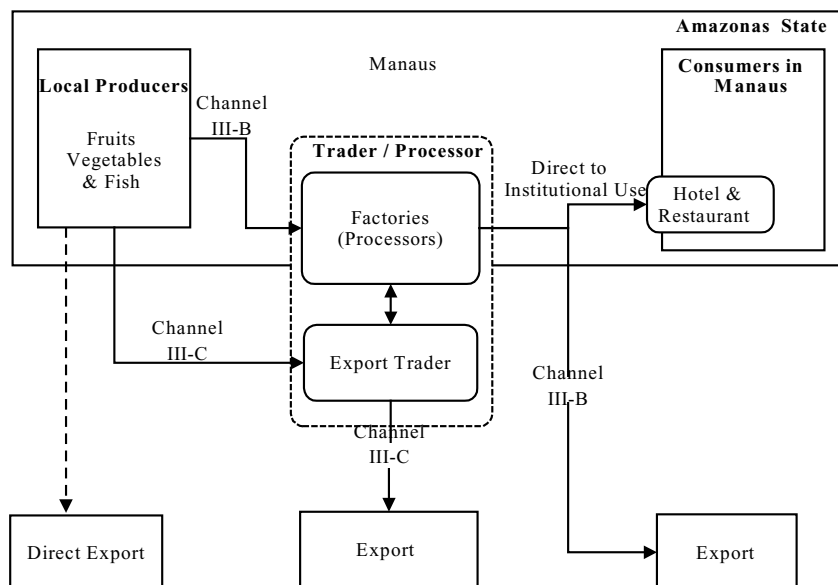 Amazonas State
Manaus
Local Producers
Fruits
Vegetables
& Fish
Channel
III-B
Trader / Processor
Factories
(Processors)
Direct to
Institutional Use
Consumers in
Manaus
Hotel &
Restaurant
Channel
III-C
Export Trader
Channel
III-B
Channel
III-C
Direct Export
Export
Export